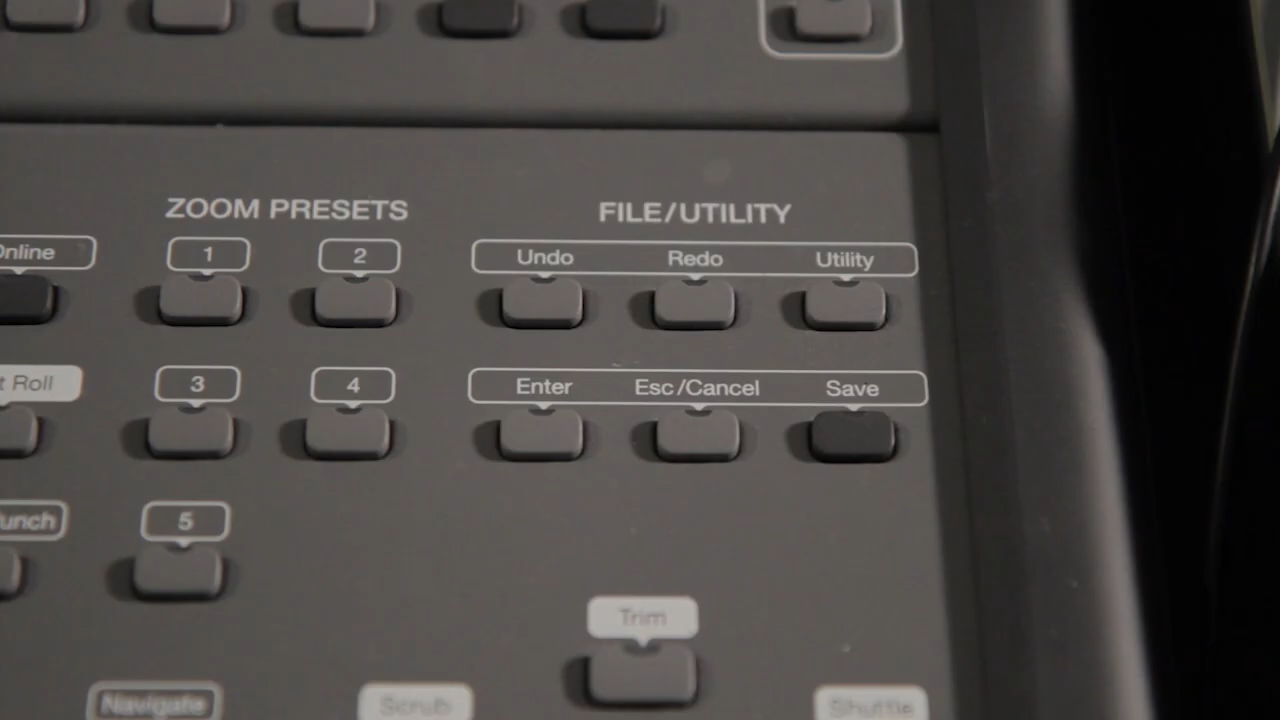 ZOOM PRESETS
FILE/UTILITY
Online
1
2
Undo
Redo
Utility
t Roll
3
4
Enter
Esc/Cancel
Save
unch
5
Trim
Navigate
Scrub
Shuttle